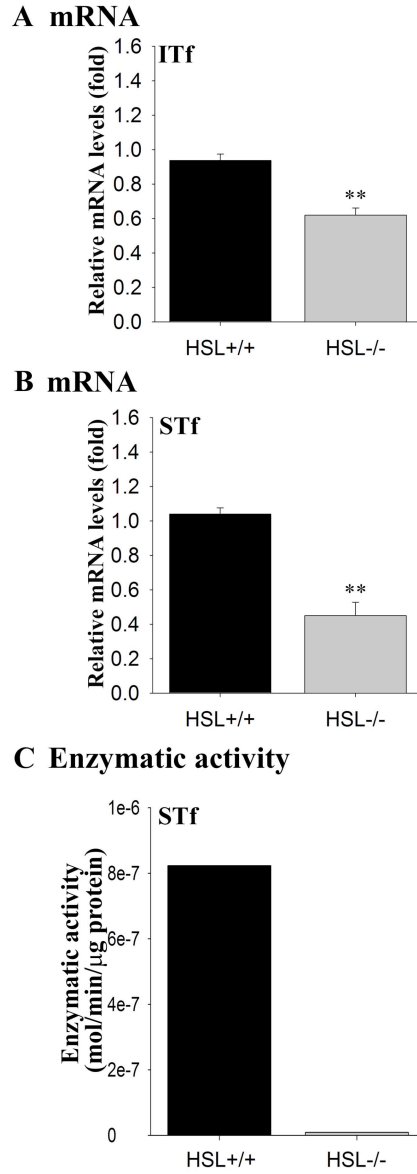 A mRNA
ITf
Relative mRNA levels (fold)
1.6
1.4
1.2
1.0
0.8
0.6
0.4
0.2
0.0
**
HSL+/+ HSL-/-
B mRNA
STf
Relative mRNA levels (fold)
1.6
1.4
1.2
1.0
0.8
0.6
0.4
0.2
0.0
**
HSL+/+ HSL-/-
C Enzymatic activity
STf
Enzymatic activity
(mol/min/µg protein)
1e-6
8e-7
6e-7
4e-7
2e-7
0
HSL+/+ HSL-/-